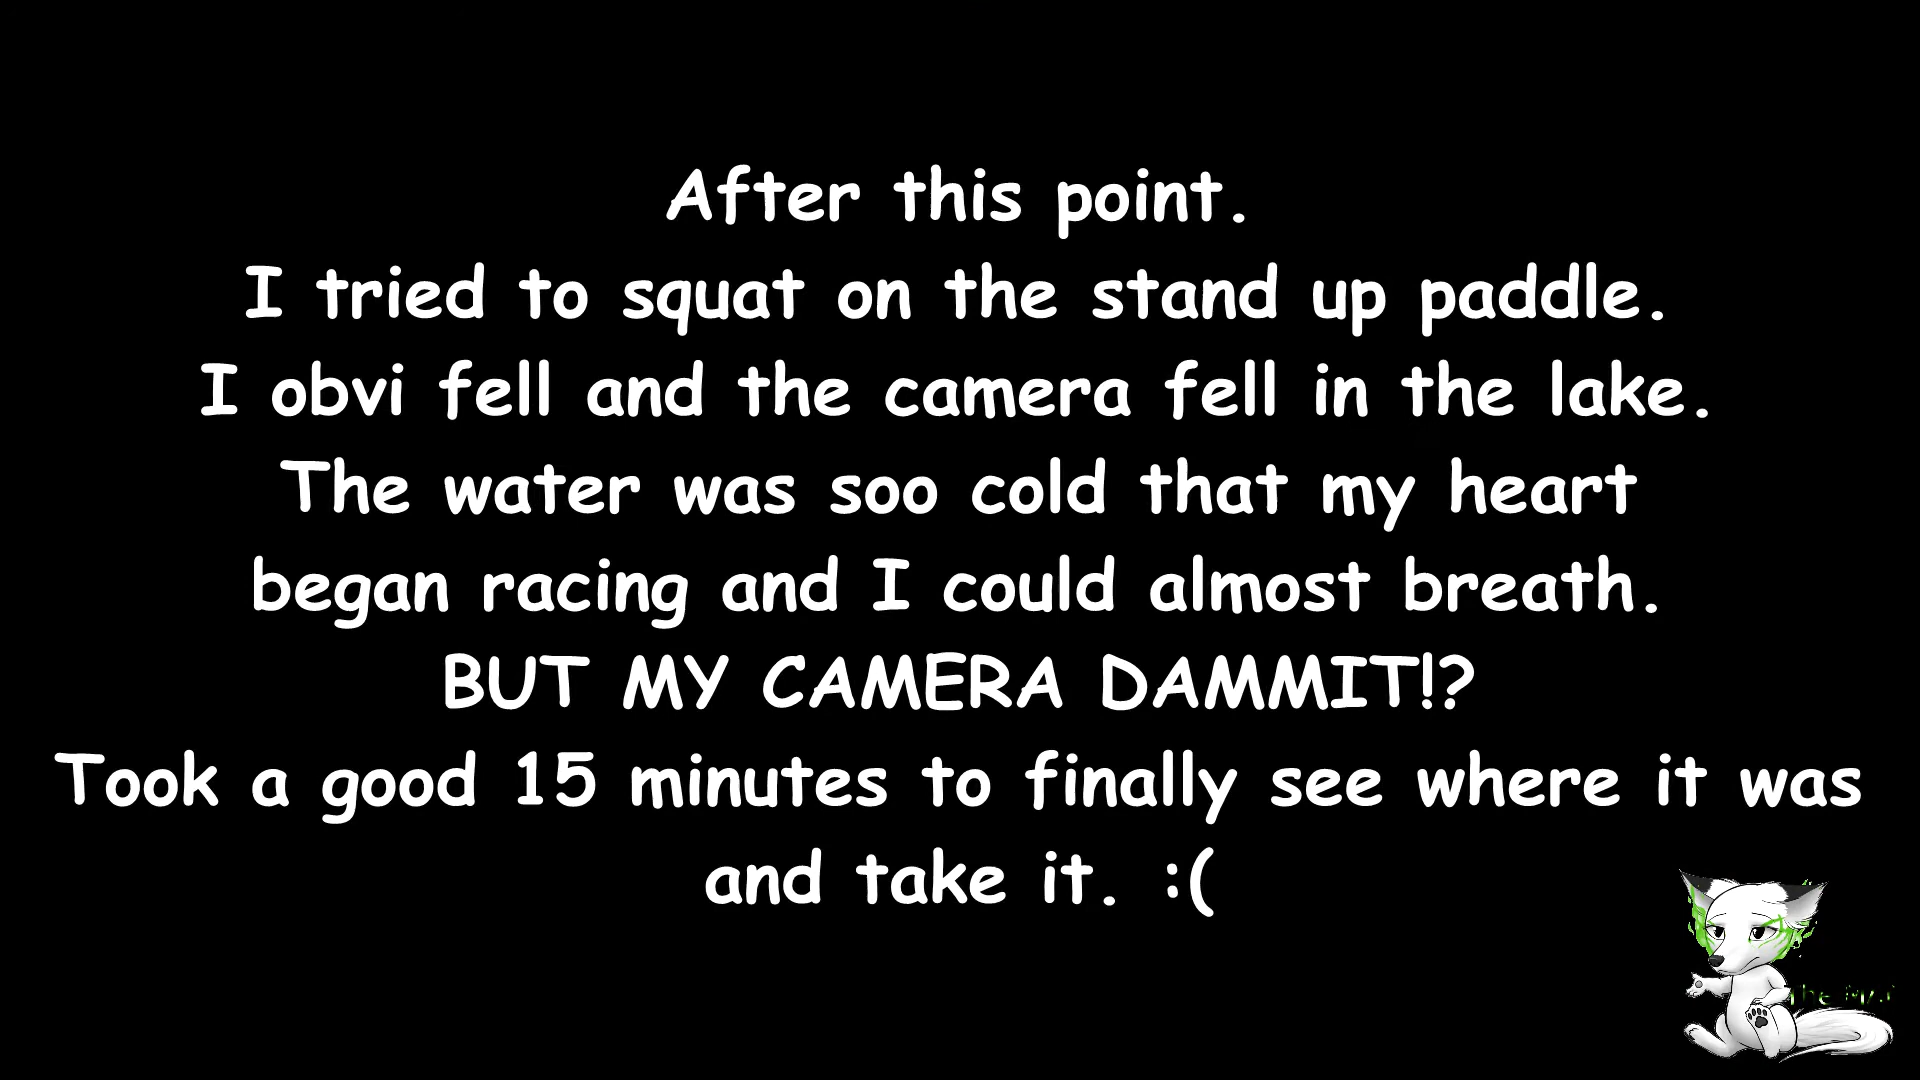 After this point.
I tried to squat on the stand up paddle.
I obvi fell and the camera fell in the lake.
The water was soo cold that my heart
began racing and I could almost breath.
BUT MY CAMERA DAMMIT!?
Took a good 15 minutes to finally see where it was
and take it. :(
The